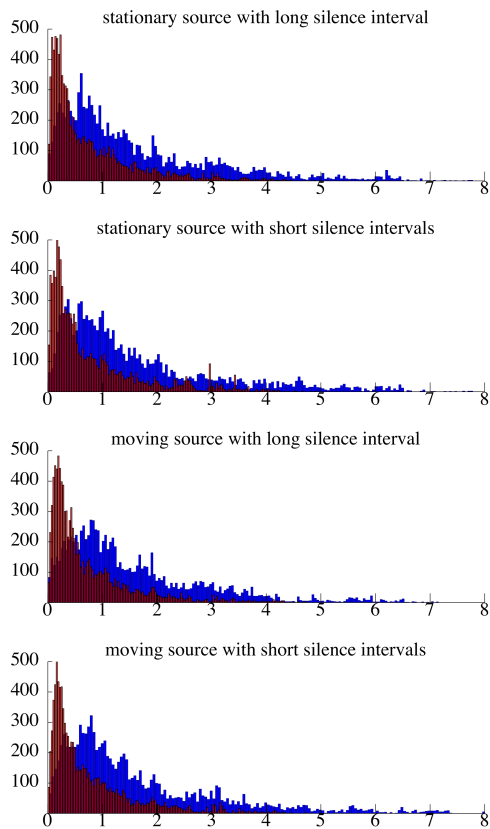 stationary source with long silence interval
500
400
300
200
100
0 1 2 3 4 5 6 7 8
stationary source with short silence intervals
500
400
300
200
100
0 1 2 3 4 5 6 7 8
moving source with long silence interval
500
400
300
200
100
0 1 2 3 4 5 6 7 8
moving source with short silence intervals
500
400
300
200
100
0 1 2 3 4 5 6 7 8